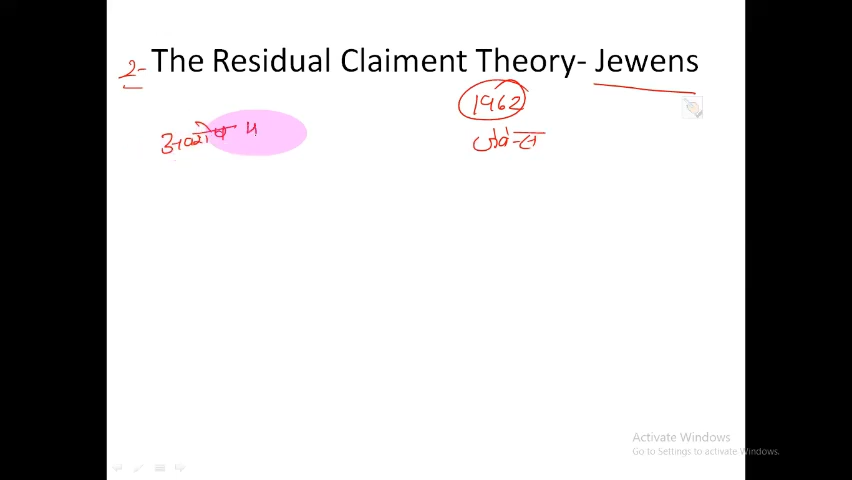 2- The Residual Claiment Theory- Jewens
1962
Activate Windows
Go to Settings to activate Windows.